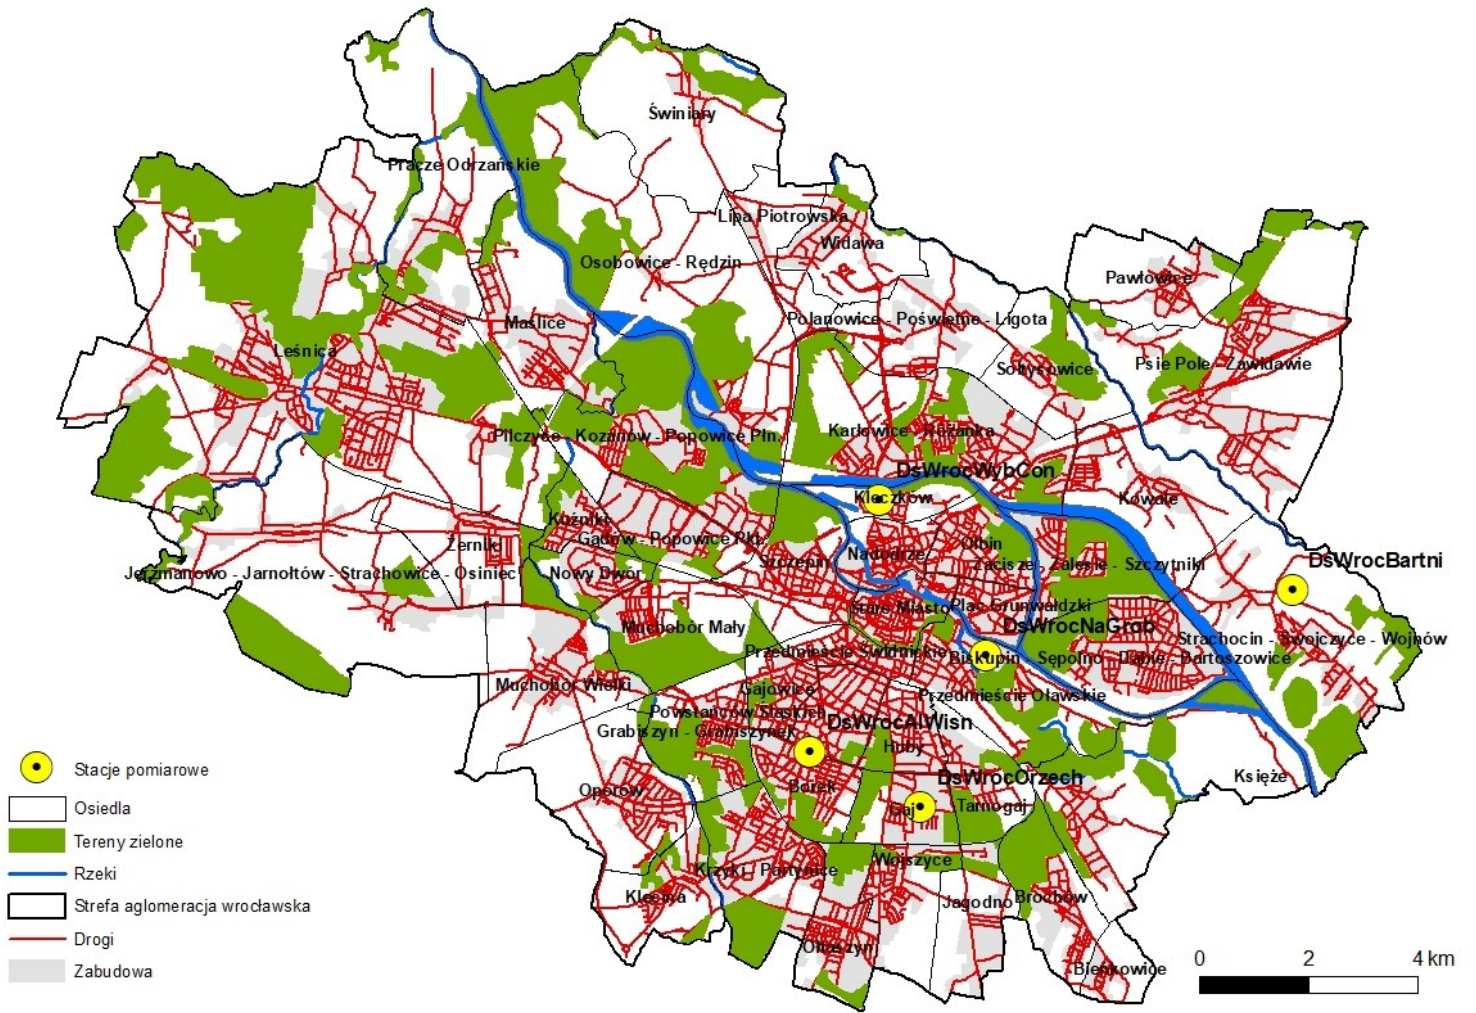 Świniary
Pracze Odrzańskie
Lipa Piotrowska
Widawa
Osobowice - Rędzin
Pawłowice
Polanowice - Poświętne - Ligota
Maślice
Leśnica
Sołtysowice
Psie Pole - Zawidawie
Karłowice - Różanka
Pilczyce - Kozanów - Popowice Płn.
DsWrocWybCon
Kleczków
Kowale
Kuźniki
Gądów - Popowice Płd.
Żerniki
Szczepin
Nadodrze
Ołbin
Zacisze - Zalesie - Szczytniki
DsWrocBartni
Jerzmanowo - Jarnołtów - Strachowice - Osiniec
Nowy Dwór
Stare Miasto
Plac Grunwaldzki
Muchobór Mały
DsWrocNaGrob
Strachocin - Swojczyce - Wojnów
Przedmieście Świdnickie
Biskupin - Sępolno - Dąbie - Bartoszowice
Muchobór Wielki
Gajowice
Przedmieście Oławskie
Powstańców Śląskich
DsWrocAlWisn
Grabiszyn - Grabiszynek
Huby
DsWrocOrzech
Księże
Oporów
Borek
Gaj
Tarnogaj
Wojszyce
Krzyki - Partynice
Klecina
Jagodno
Brochów
Ołtaszyn
Bieńkowice
Stacje pomiarowe
Osiedla
Tereny zielone
Rzeki
Strefa aglomeracja wrocławska
Drogi
Zabudowa
0 2 4 km